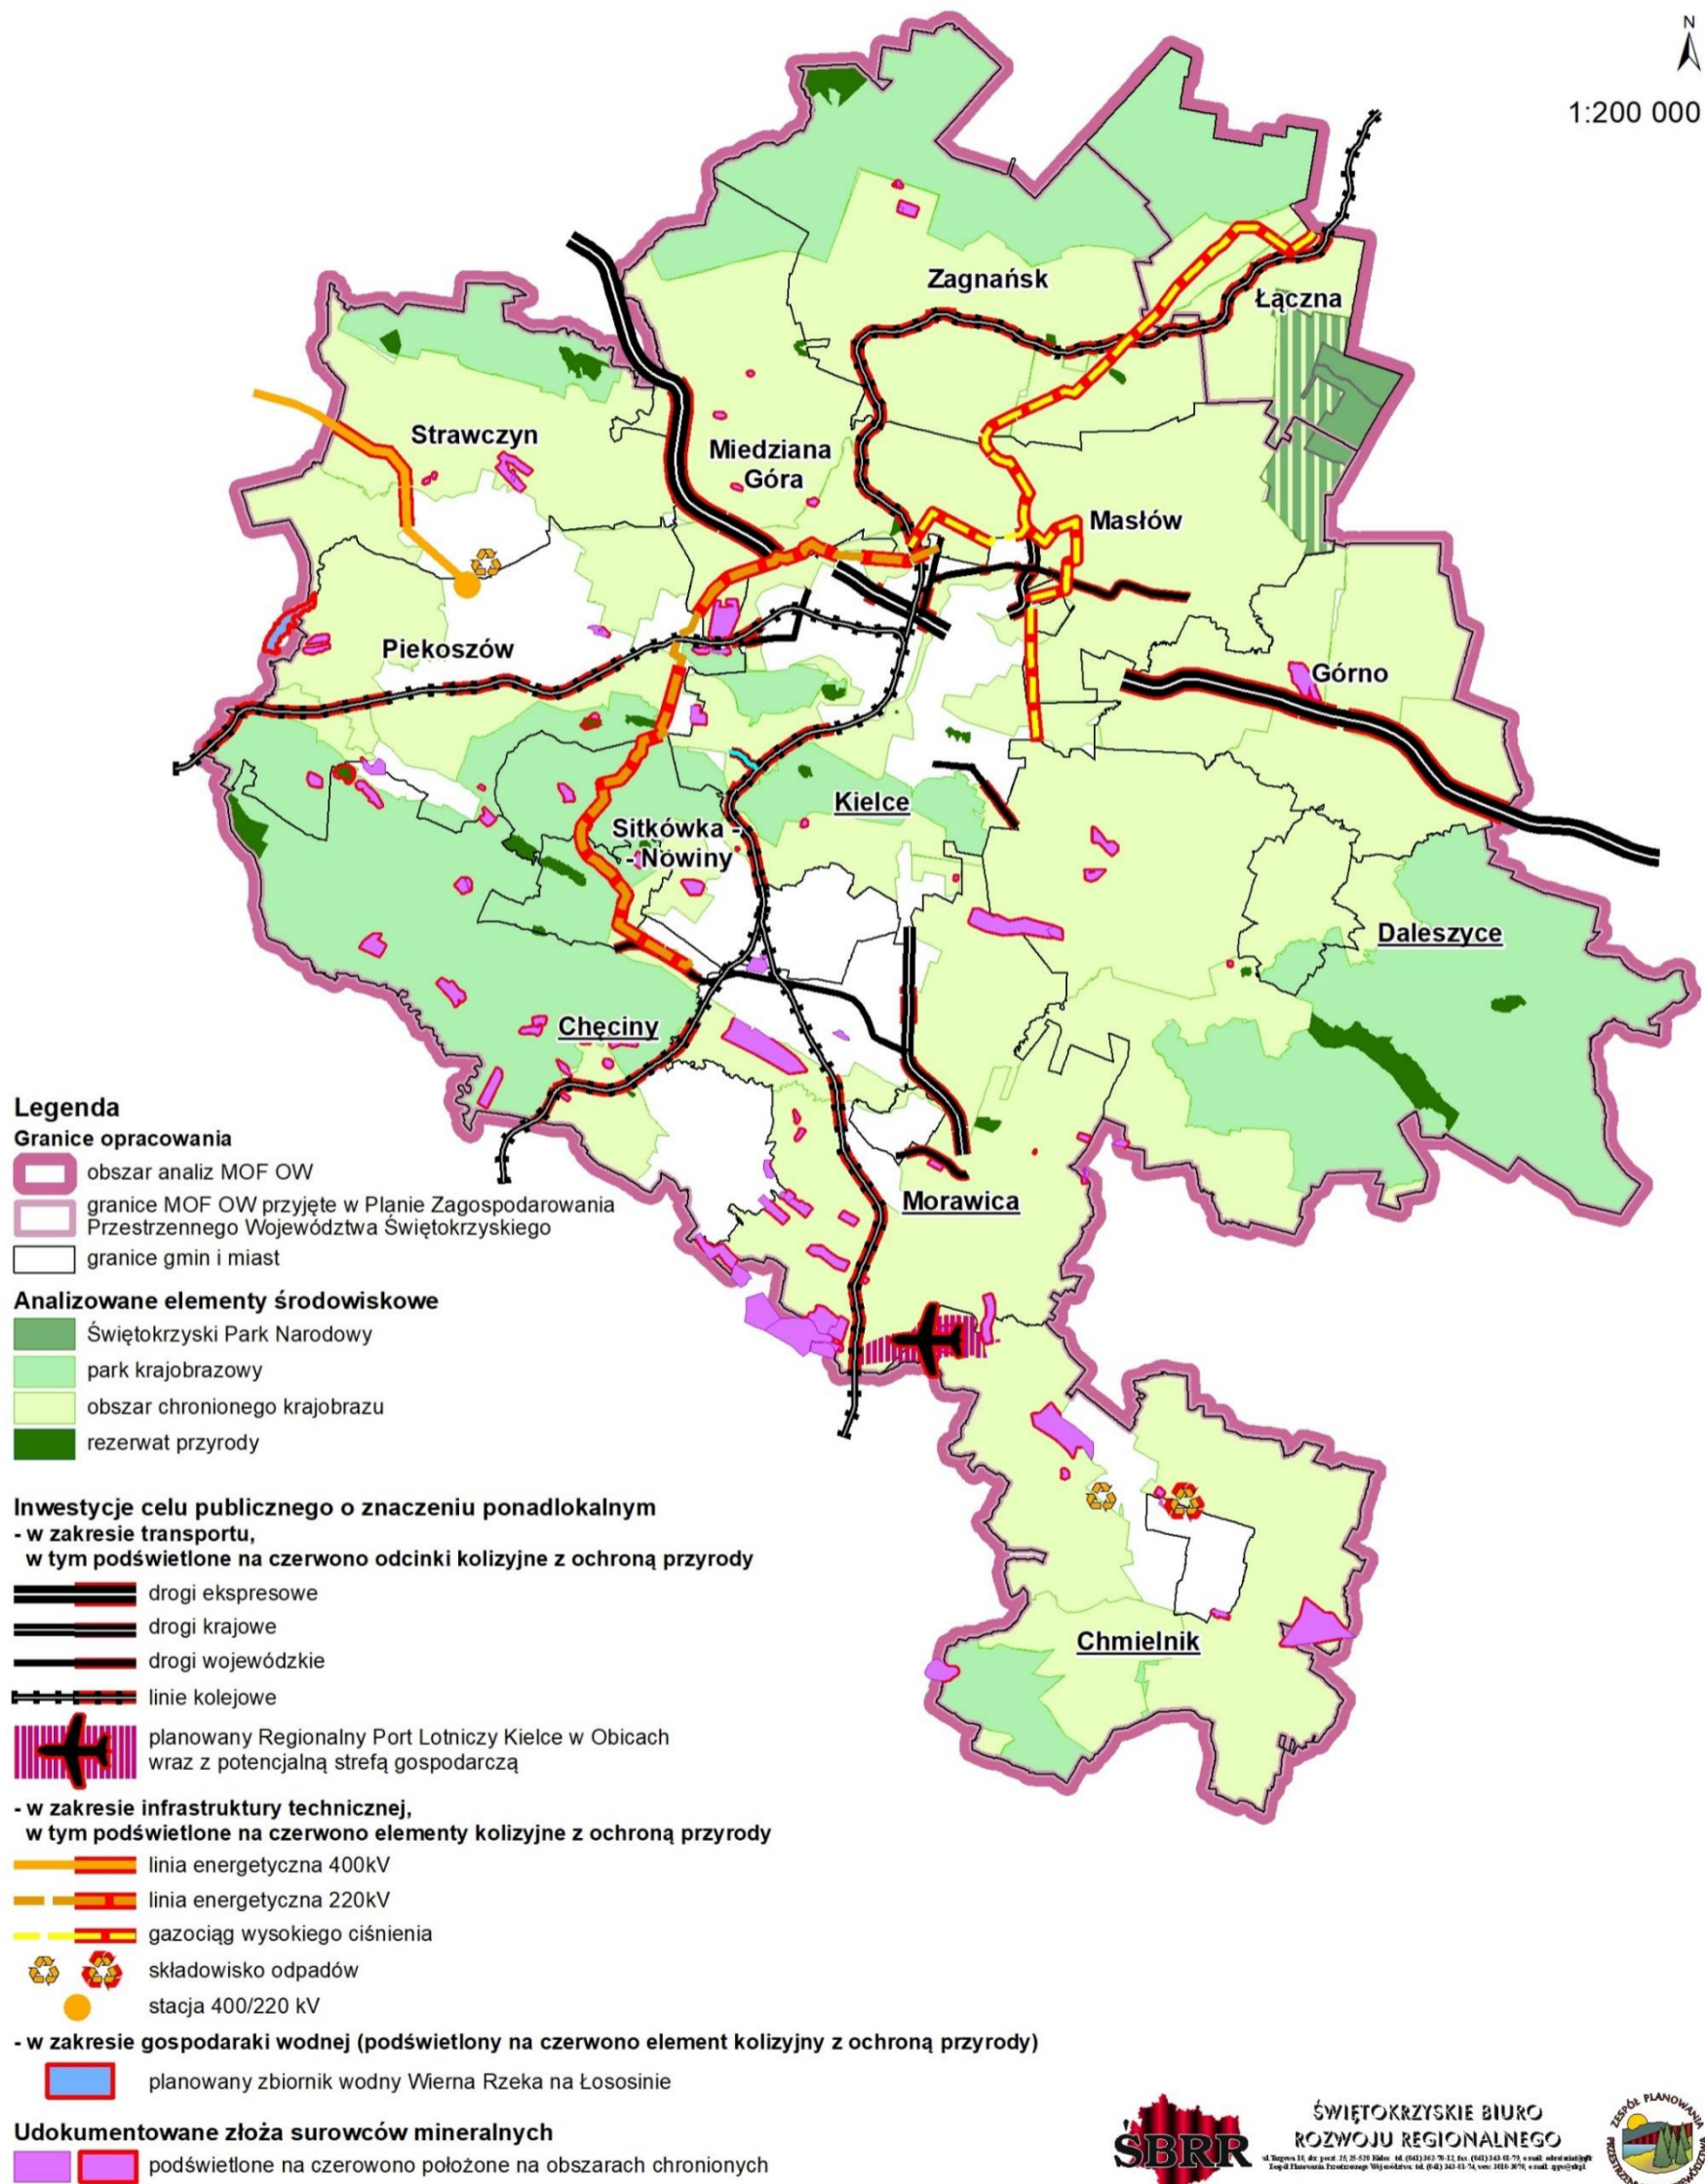 N
1:200 000
Zagnańsk
Łączna
Strawczyn
Miedziana
Góra
Masłów
Piekoszów
Górno
Kielce
Sitkówka -
- Nowiny
Daleszyce
Chęciny
Morawica
Chmielnik
Legenda
Granice opracowania
obszar analiz MOF OW
granice MOF OW przyjęte w Planie Zagospodarowania
Przestrzennego Województwa Świętokrzyskiego
granice gmin i miast
Analizowane elementy środowiskowe
Świętokrzyski Park Narodowy
park krajobrazowy
obszar chronionego krajobrazu
rezerwat przyrody
Inwestycje celu publicznego o znaczeniu ponadlokalnym
- w zakresie transportu,
w tym podświetlone na czerwono odcinki kolizyjne z ochroną przyrody
drogi ekspresowe
drogi krajowe
drogi wojewódzkie
linie kolejowe
planowany Regionalny Port Lotniczy Kielce w Obicach
wraz z potencjalną strefą gospodarczą
- w zakresie infrastruktury technicznej,
w tym podświetlone na czerwono elementy kolizyjne z ochroną przyrody
linia energetyczna 400kV
linia energetyczna 220kV
gazociąg wysokiego ciśnienia
składowisko odpadów
stacja 400/220 kV
- w zakresie gospodaraki wodnej (podświetlony na czerwono element kolizyjny z ochroną przyrody)
planowany zbiornik wodny Wierna Rzeka na Łososinie
Udokumentowane złoża surowców mineralnych
podświetlone na czerowono położone na obszarach chronionych
ŚBRR
ŚWIĘTOKRZYSKIE BIURO
ROZWOJU REGIONALNEGO
ZESPÓŁ PLANOWANIA